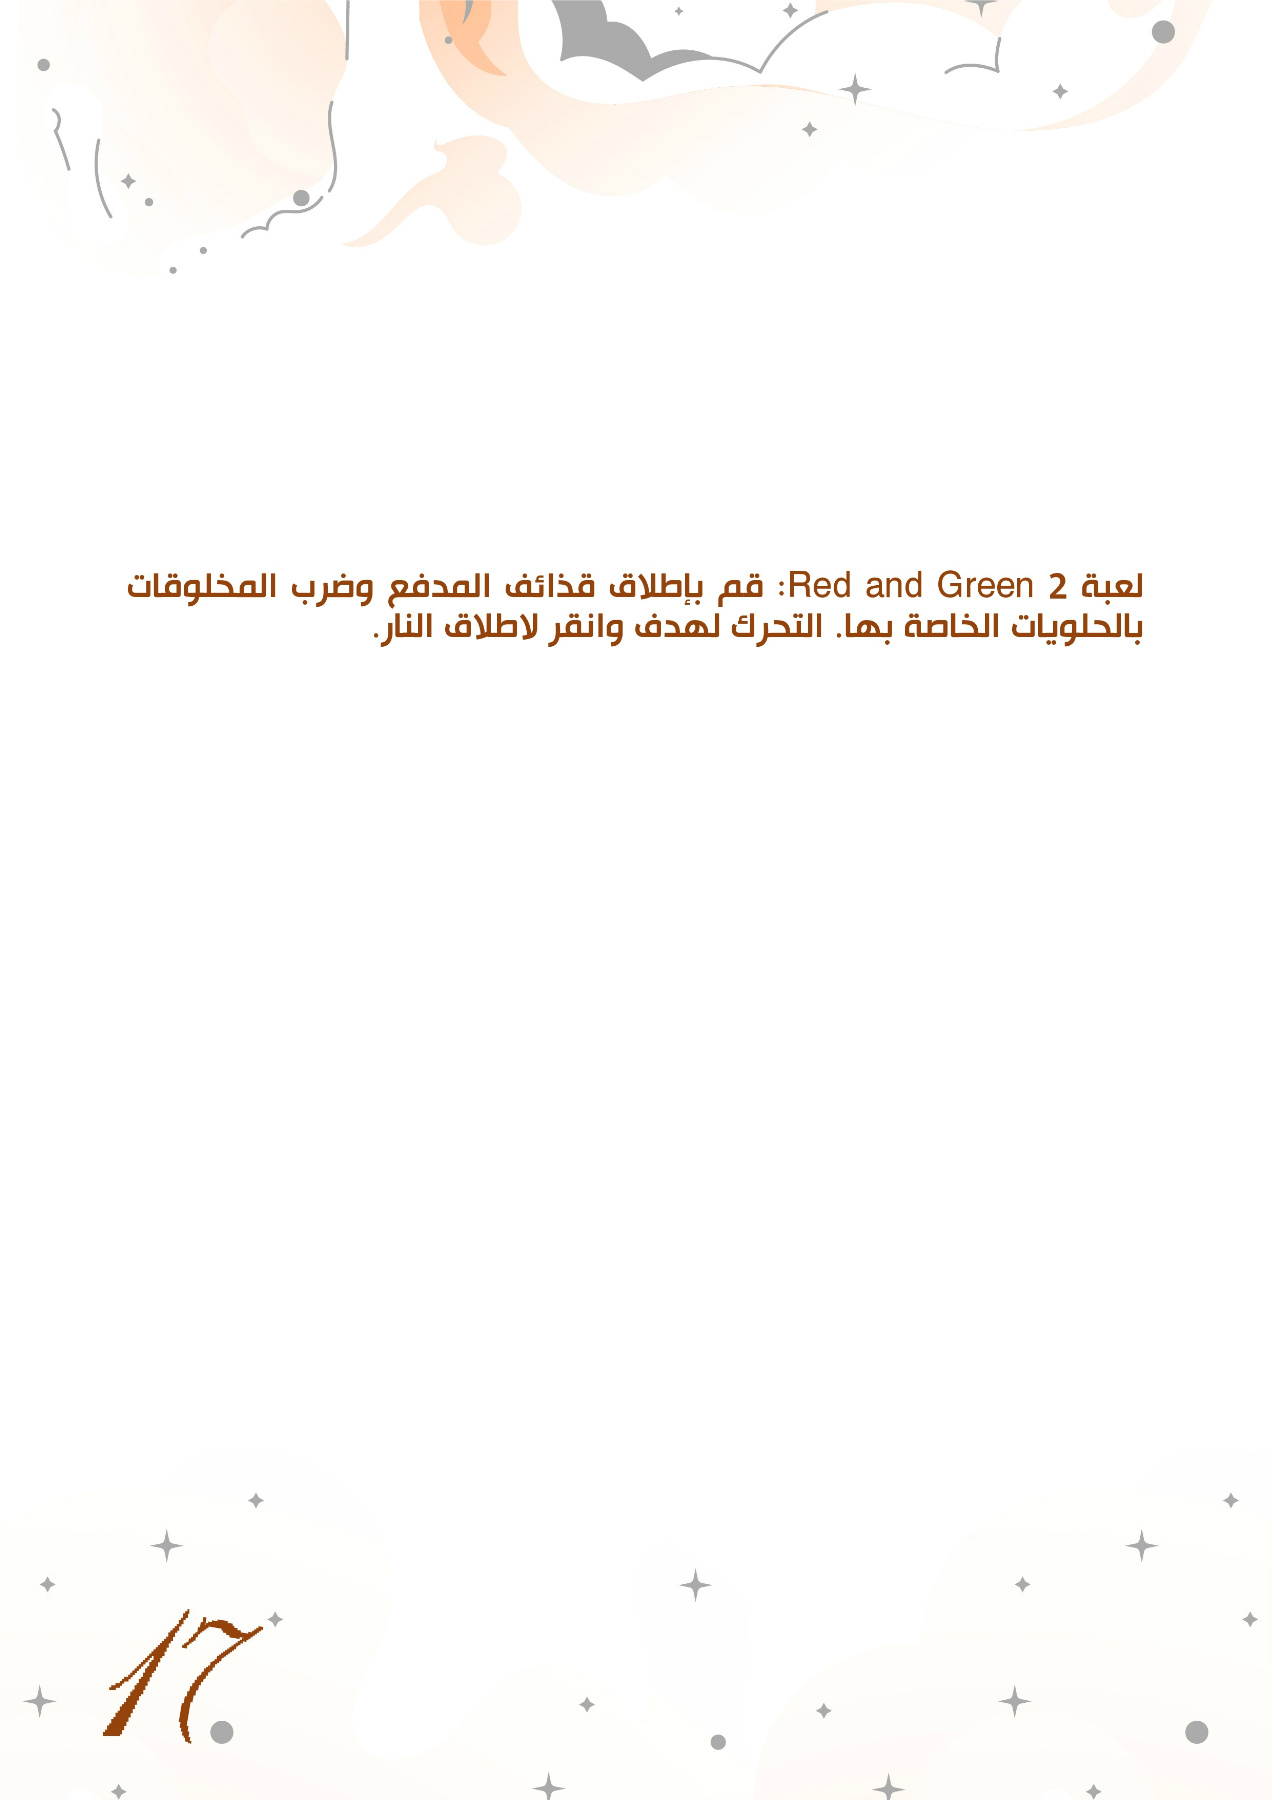 لعبة Red and Green 2: قم بإطلاق قذائف المدفع وضرب المخلوقات
بالحلويات الخاصة بها. التحرك لهدف وانقر لاطلاق النار.
17